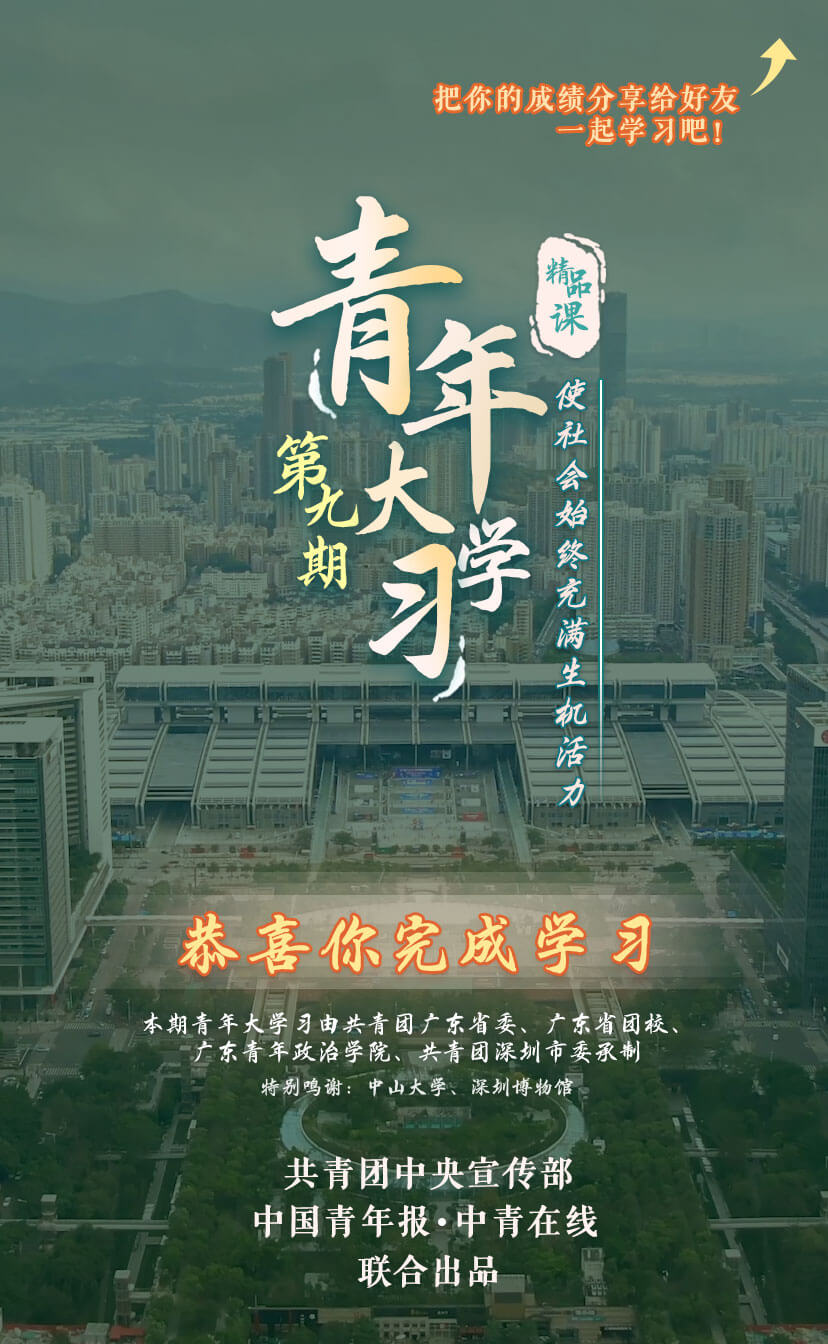 把你的成绩分享给好友
一起学习吧！
青年大学习
精品课
第九期
使社会始终充满生机活力
恭喜你完成学习
本期青年大学习由共青团广东省委、广东省团校、
广东青年政治学院、共青团深圳市委承制
特别鸣谢：中山大学、深圳博物馆
共青团中央宣传部
中国青年报·中青在线
联合出品